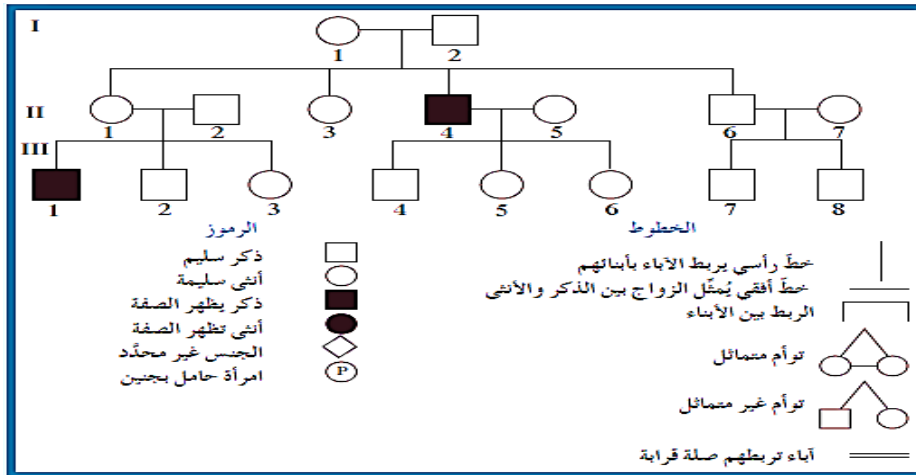 I
1 2
II
1 2 3 4 5 6 7
III
1 2 3 4 5 6 7 8
الرموز
ذكر سليم
أنثى سليمة
ذكر يظهر الصفة
أنثى تظهر الصفة
الجنس غير محدَّد
امرأة حامل بجنين
P
الخطوط
خطّ رأسي يربط الآباء بأبنائهم
خطّ أفقي يُمثّل الزواج بين الذكر والأنثى
الربط بين الأبناء
توأم متماثل
توأم غير متماثل
آباء تربطهم صلة قرابة